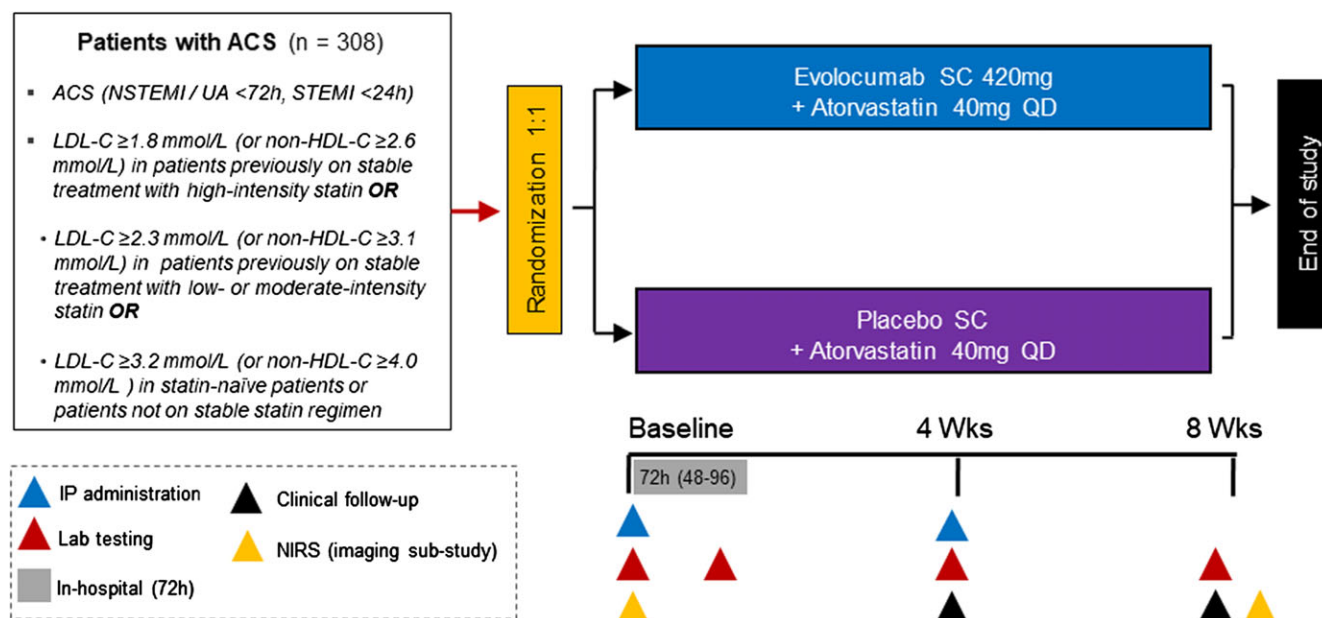 Patients with ACS (n = 308)
▪ ACS (NSTEMI / UA <72h, STEMI <24h)
▪ LDL-C ≥1.8 mmol/L (or non-HDL-C ≥2.6
mmol/L) in patients previously on stable
treatment with high-intensity statin OR
• LDL-C ≥2.3 mmol/L (or non-HDL-C ≥3.1
mmol/L) in patients previously on stable
treatment with low- or moderate-intensity
statin OR
• LDL-C ≥3.2 mmol/L (or non-HDL-C ≥4.0
mmol/L ) in statin-naïve patients or
patients not on stable statin regimen
Randomization 1:1
Evolocumab SC 420mg
+ Atorvastatin 40mg QD
Placebo SC
+ Atorvastatin 40mg QD
End of study
Baseline
4 Wks
8 Wks
72h (48-96)
IP administration
Clinical follow-up
Lab testing
NIRS (imaging sub-study)
In-hospital (72h)